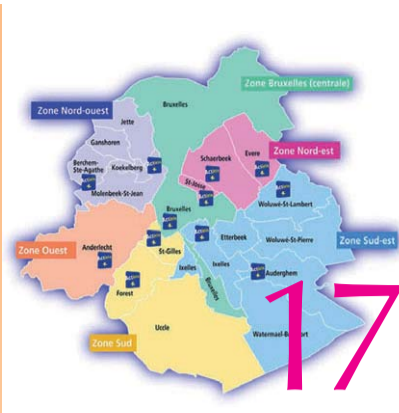 Zone Bruxelles (centrale)
Bruxelles
Zone Nord-ouest
Jette
Ganshoren
Evere
Zone Nord-est
Schaerbeek
Berchem-
Ste-Agathe
Koekelberg
St-Josse
Molenbeek-St-Jean
Woluwé-St-Lambert
Bruxelles
Etterbeek
Woluwé-St-Pierre
Zone Sud-est
Zone Ouest
Anderlecht
St-Gilles
Ixelles
Ixelles
Auderghem
Bruxelles
Forest
17
Uccle
Watermael-B
rt
Zone Sud